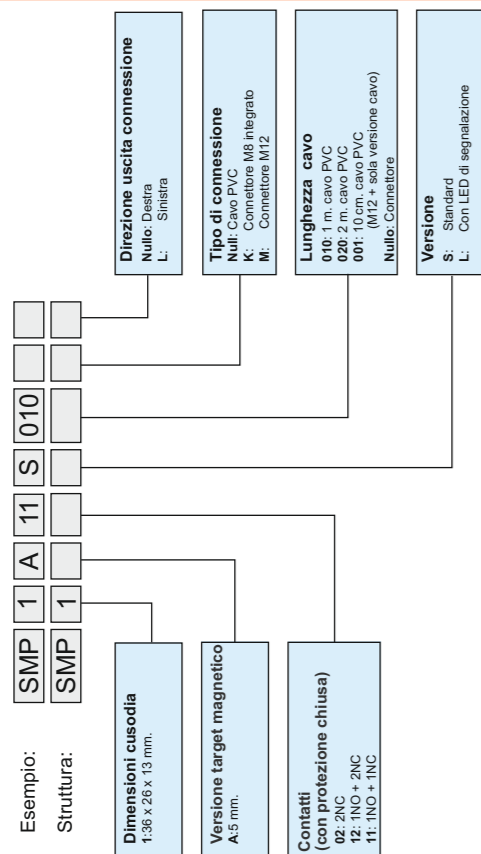 Esempio: SMP 1 A 11 S 010
Struttura: SMP 1
Dimensioni cusodia
1:36 x 26 x 13 mm.
Versione target magnetico
A:5 mm.
Contatti
(con protezione chiusa)
02: 2NC
12: 1NO + 2NC
11: 1NO + 1NC
Direzione uscita connessione
Nullo: Destra
L: Sinistra
Tipo di connessione
Null: Cavo PVC
K: Connettore M8 integrato
M: Connettore M12
Lunghezza cavo
010: 1 m. cavo PVC
020: 2 m. cavo PVC
001: 10 cm. cavo PVC
(M12 + sola versione cavo)
Nullo: Connettore
Versione
S: Standard
L: Con LED di segnalazione